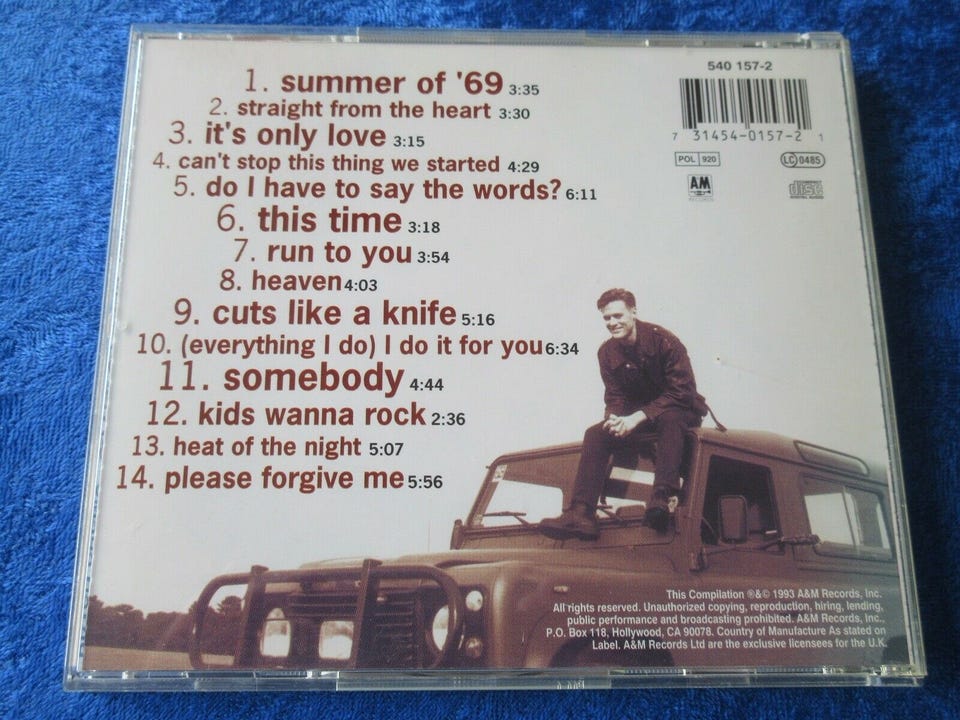 1. summer of '69 3:35
2. straight from the heart 3:30
3. it's only love 3:15
4. can't stop this thing we started 4:29
5. do I have to say the words? 6:11
6. this time 3:18
7. run to you 3:54
8. heaven 4:03
9. cuts like a knife 5:16
10. (everything I do) I do it for you 6:34
11. somebody 4:44
12. kids wanna rock 2:36
13. heat of the night 5:07
14. please forgive me 5:56
540 157-2
7 31454-0157-2 1
POL 920
LC 0485
AM
RECORDS
disc
DIGITAL AUDIO
This Compilation ℗&© 1993 A&M Records, Inc.
All rights reserved. Unauthorized copying, reproduction, hiring, lending,
public performance and broadcasting prohibited. A&M Records, Inc.,
P.O. Box 118, Hollywood, CA 90078. Country of Manufacture As stated on
Label. A&M Records Ltd are the exclusive licensees for the U.K.